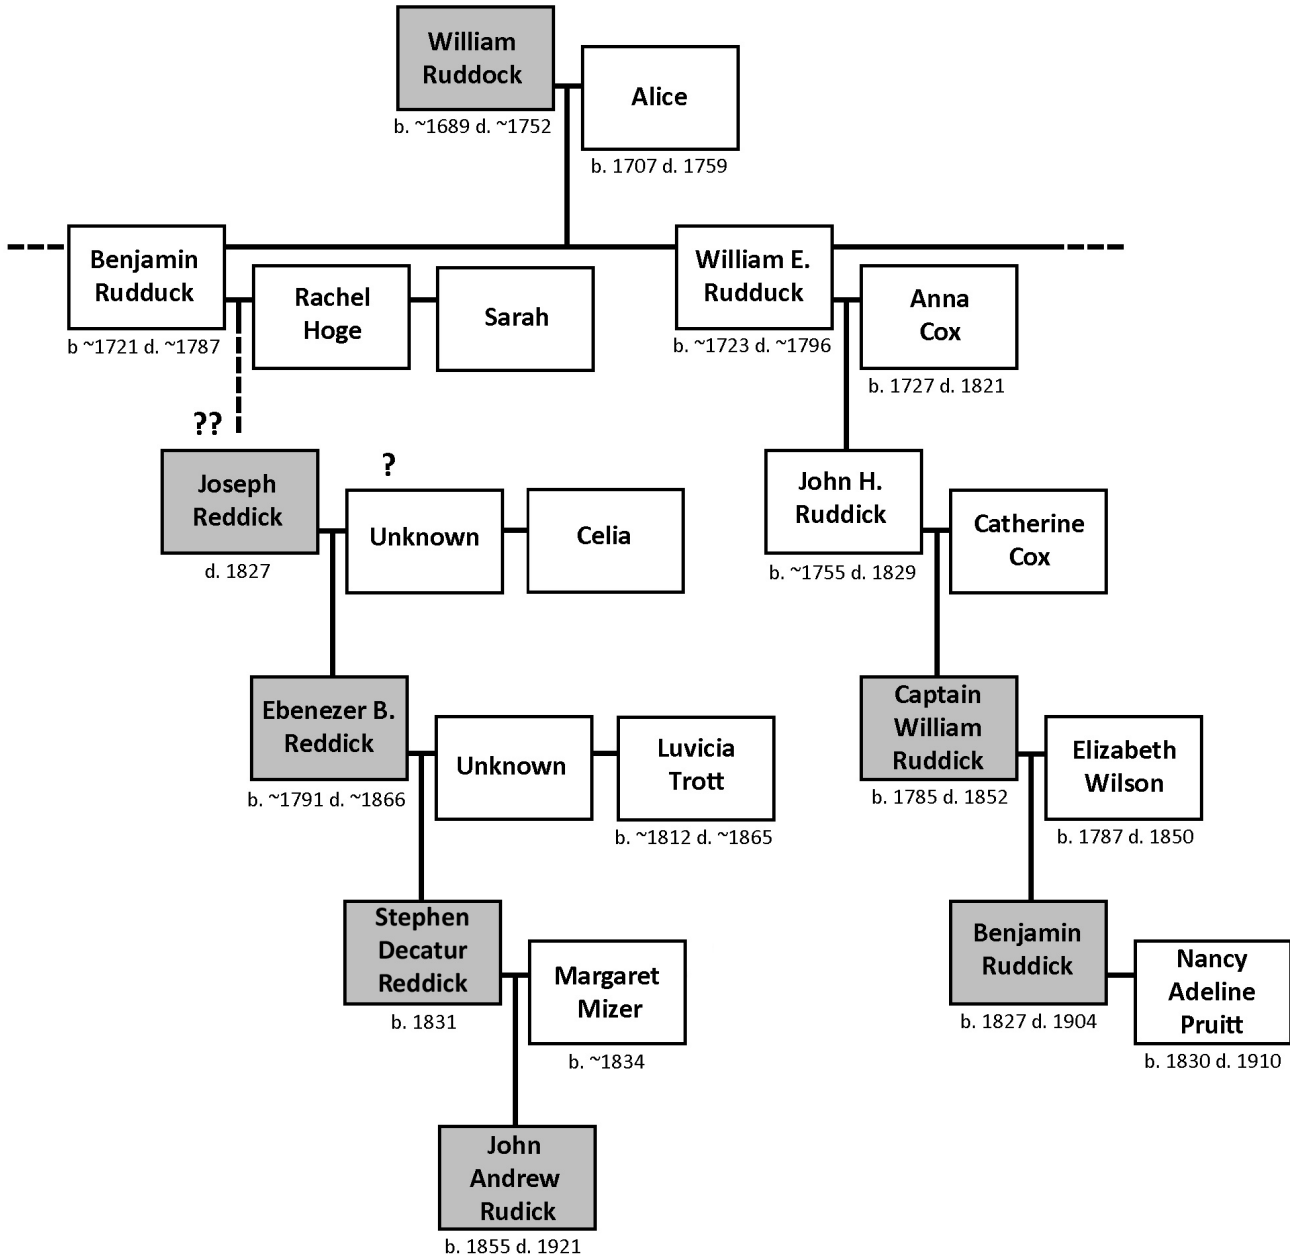 William
Ruddock
b. ~1689 d. ~1752
Alice
b. 1707 d. 1759
Benjamin
Rudduck
b ~1721 d. ~1787
Rachel
Hoge
Sarah
William E.
Rudduck
b. ~1723 d. ~1796
Anna
Cox
b. 1727 d. 1821
??
Joseph
Reddick
d. 1827
?
Unknown
Celia
John H.
Ruddick
b. ~1755 d. 1829
Catherine
Cox
Ebenezer B.
Reddick
b. ~1791 d. ~1866
Unknown
Luvicia
Trott
b. ~1812 d. ~1865
Captain
William
Ruddick
b. 1785 d. 1852
Elizabeth
Wilson
b. 1787 d. 1850
Stephen
Decatur
Reddick
b. 1831
Margaret
Mizer
b. ~1834
Benjamin
Ruddick
b. 1827 d. 1904
Nancy
Adeline
Pruitt
b. 1830 d. 1910
John
Andrew
Rudick
b. 1855 d. 1921